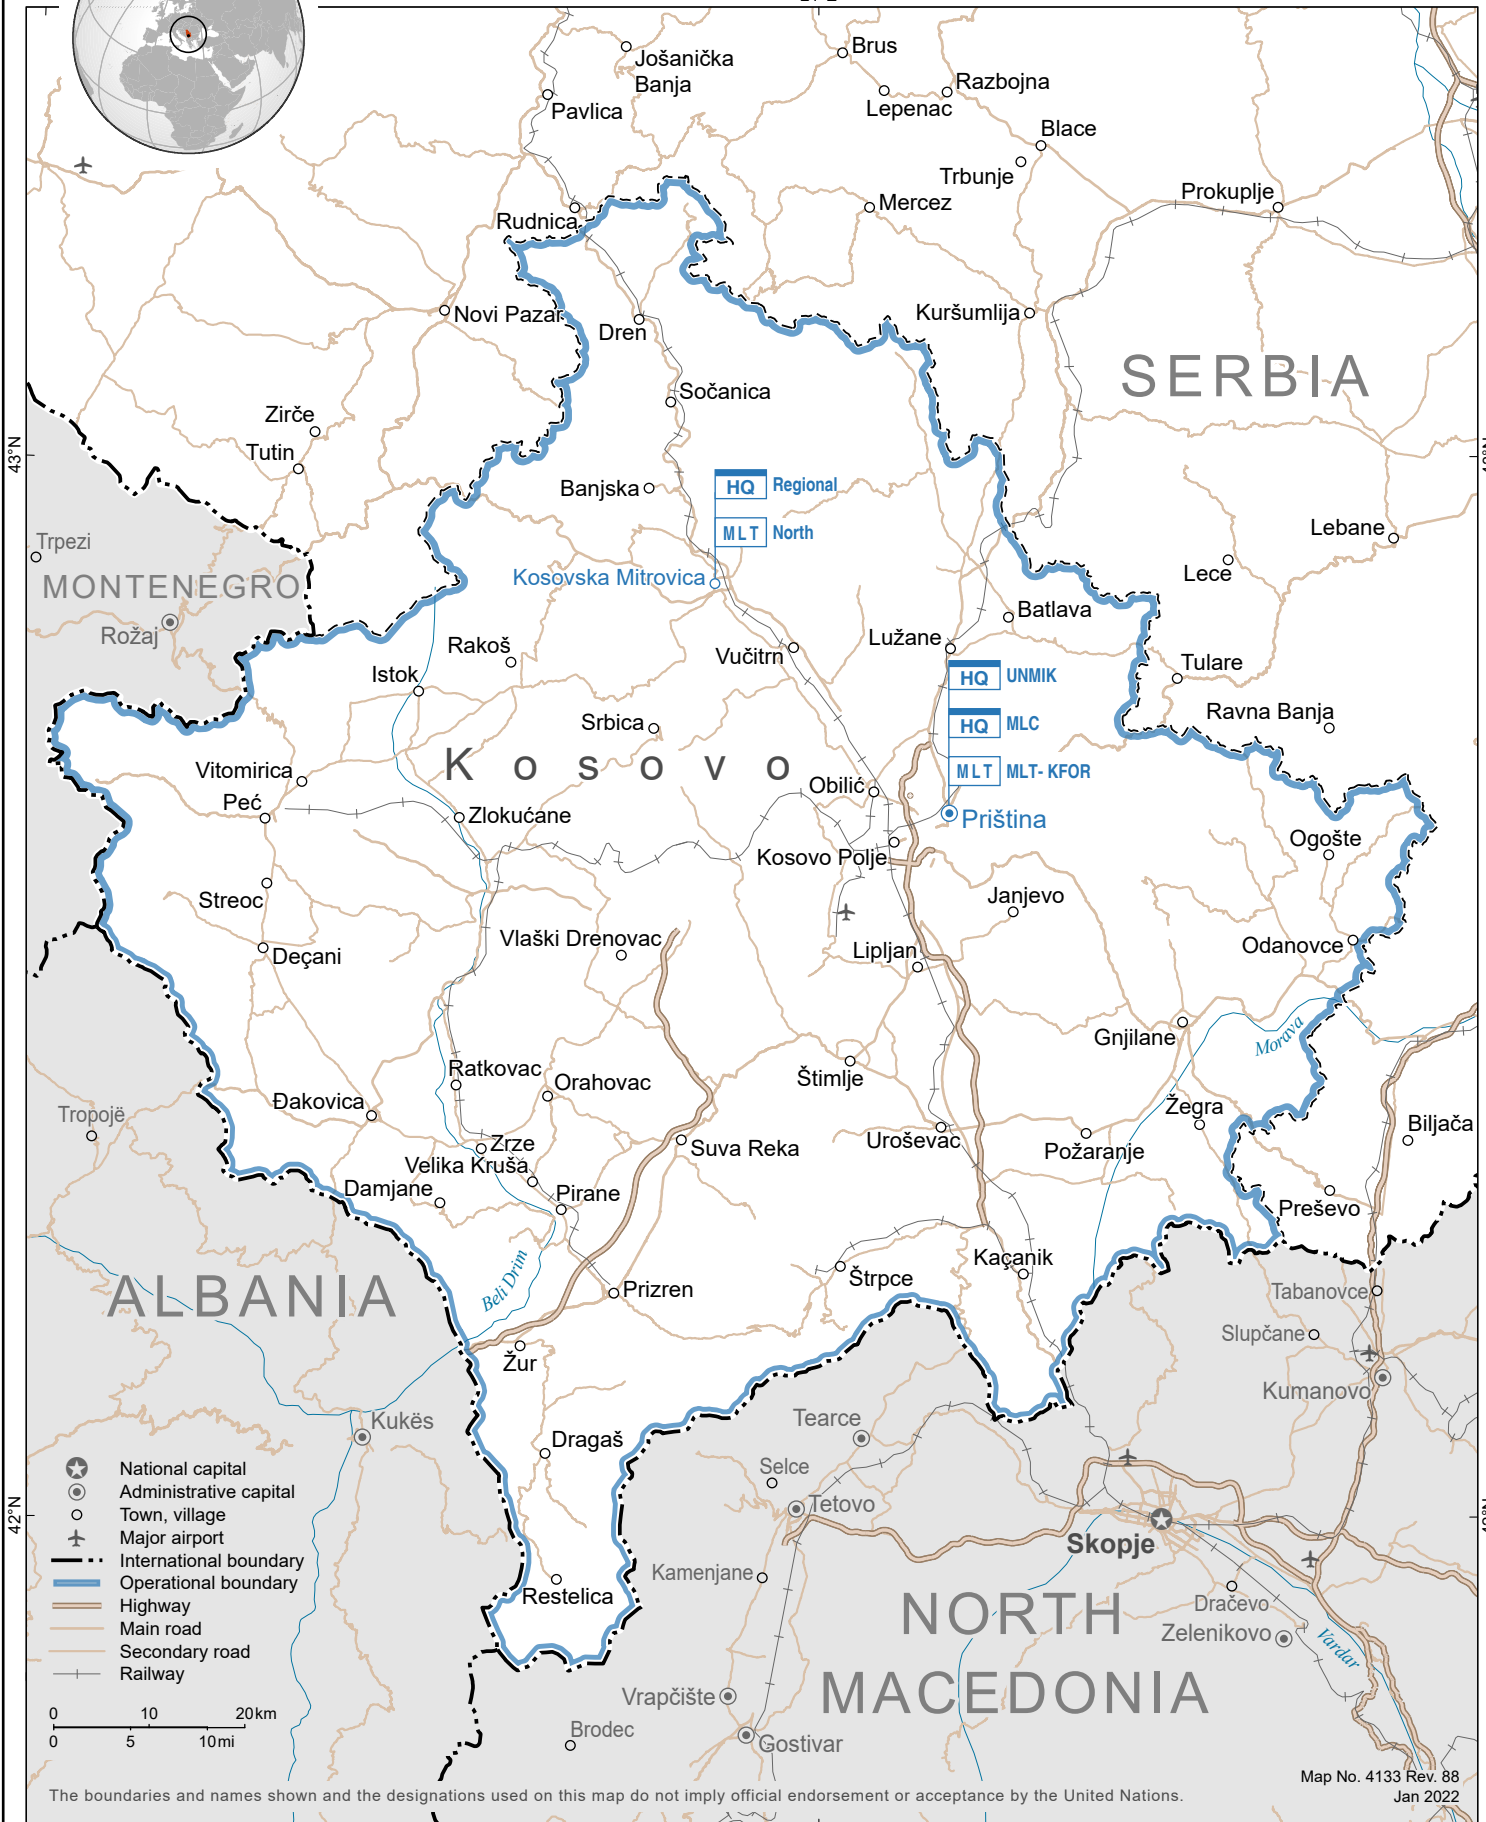 Jošanička
Banja
Brus
Pavlica
Lepenac
Razbojna
Blace
Trbunje
Prokuplje
Mercez
Rudnica
Novi Pazar
Dren
Kuršumlija
SERBIA
Sočanica
Zirče
Tutin
43°N
Banjska
HQ Regional
MLT North
Lebane
Trpezi
Lece
MONTENEGRO
Kosovska Mitrovica
Batlava
Rožaj
Rakoš
Vučitrn
Lužane
Tulare
Istok
HQ UNMIK
Srbica
HQ MLC
Ravna Banja
Kosovo
Vitomirica
MLT MLT-KFOR
Obilić
Peć
Zlokućane
Priština
Ogošte
Kosovo Polje
Streoc
Janjevo
Vlaški Drenovac
Deçani
Lipljan
Odanovce
Gnjilane
Morava
Ratkovac
Orahovac
Štimlje
Đakovica
Tropojë
Žegra
Biljača
Zrze
Suva Reka
Uroševac
Požaranje
Velika Kruša
Damjane
Pirane
Preševo
Kaçanik
Štrpce
Beli Drim
ALBANIA
Prizren
Tabanovce
Slupčane
Žur
Kumanovo
Kukës
Tearce
Dragaš
Selce
Tetovo
Skopje
Kamenjane
Restelica
Dračevo
NORTH
MACEDONIA
Zelenikovo
Vardar
Vrapčište
Brodec
Gostivar
National capital
Administrative capital
42°N
Town, village
Major airport
International boundary
Operational boundary
Highway
Main road
Secondary road
Railway
0 10 20km
0 5 10mi
Map No. 4133 Rev. 88
Jan 2022
The boundaries and names shown and the designations used on this map do not imply official endorsement or acceptance by the United Nations.